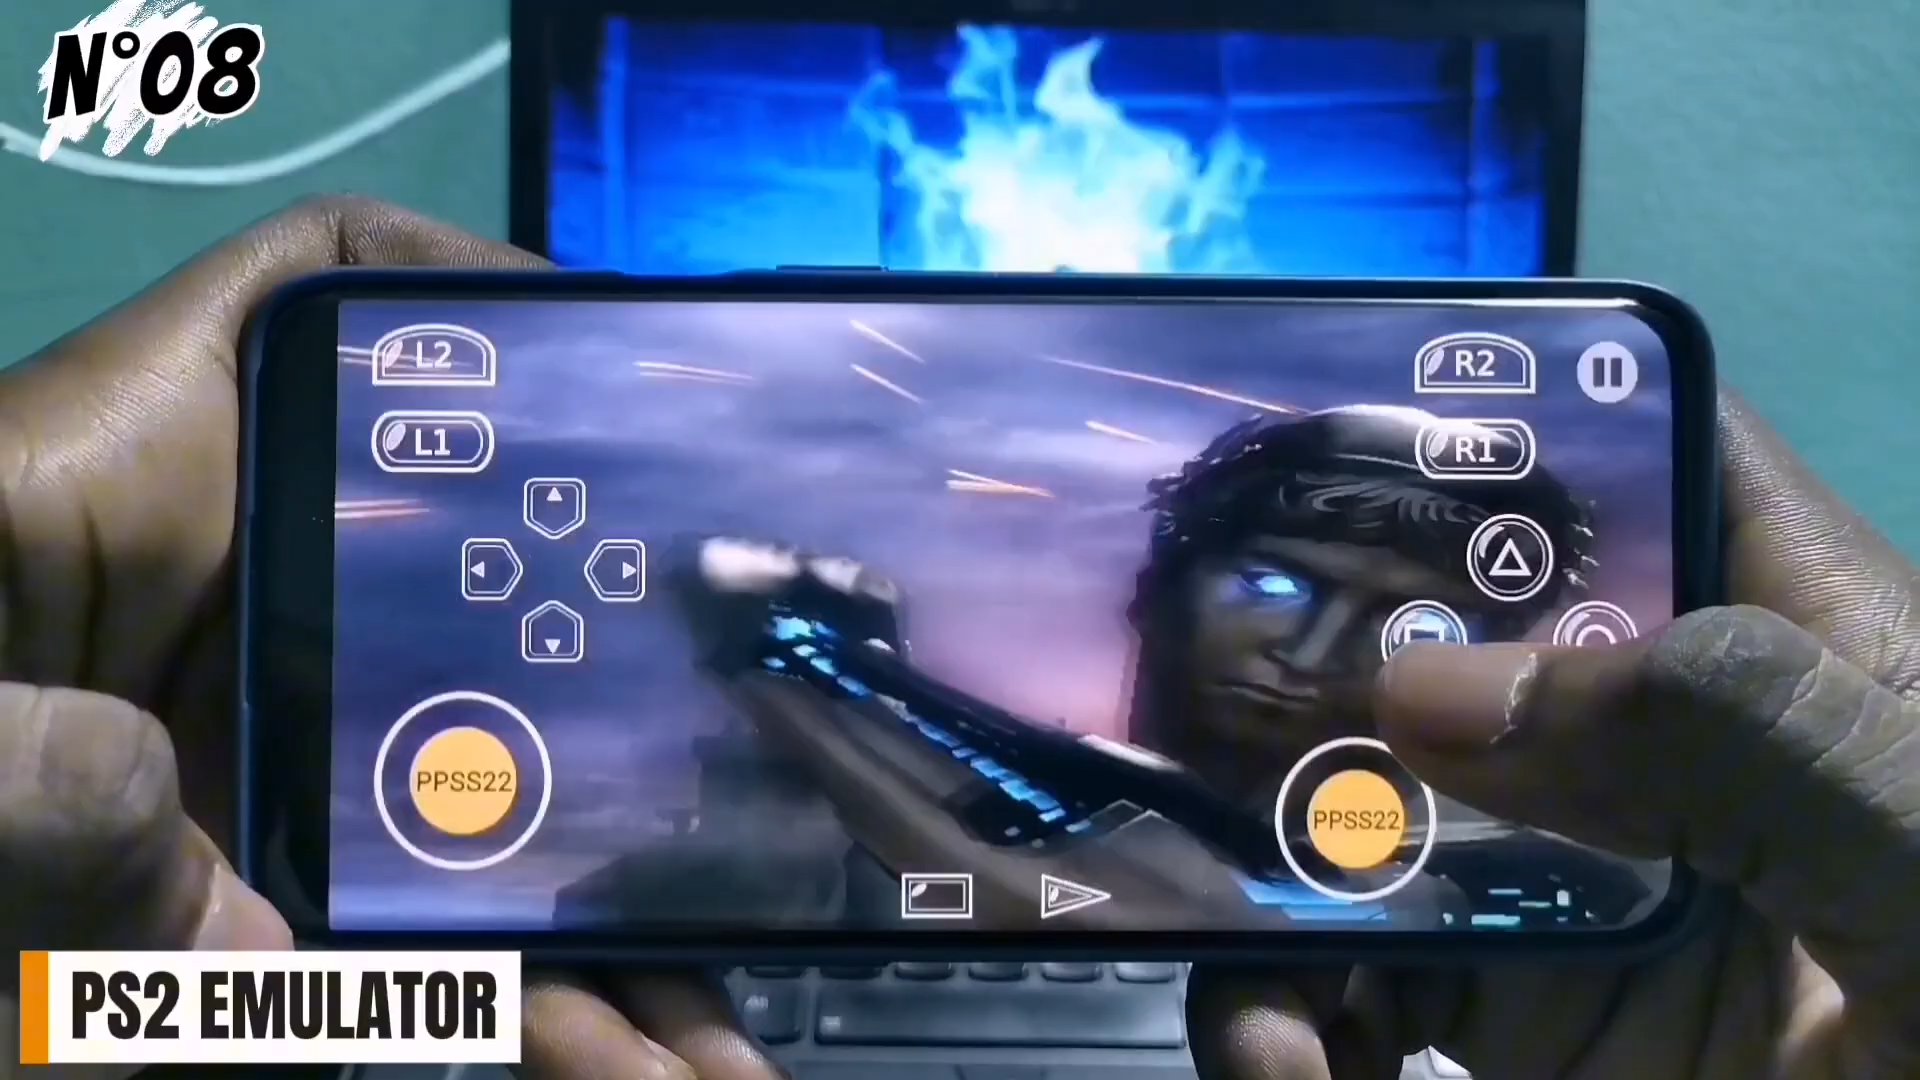 N°08
L2
R2
L1
R1
PPSS22
PPSS22
PS2 EMULATOR